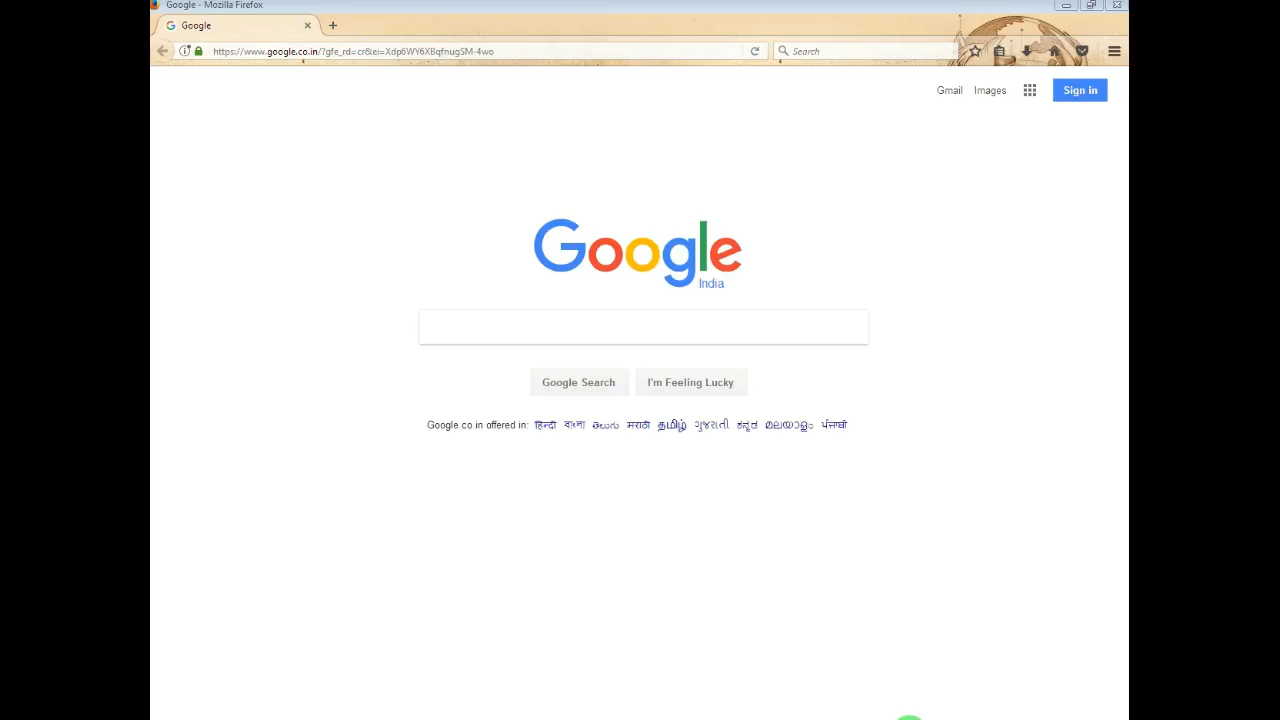 Google - Mozilla Firefox
Google
https://www.google.co.in/?gfe_rd=cr&ei=Xdp6WY6XBqfnugSM-4wo
Search
Gmail Images Sign in
Google
India
Google Search I'm Feeling Lucky
Google.co.in offered in: हिन्दी বাংলা తెలుగు मराठी தமிழ் ગુજરાતી ಕನ್ನಡ മലയാളം ਪੰਜਾਬੀ